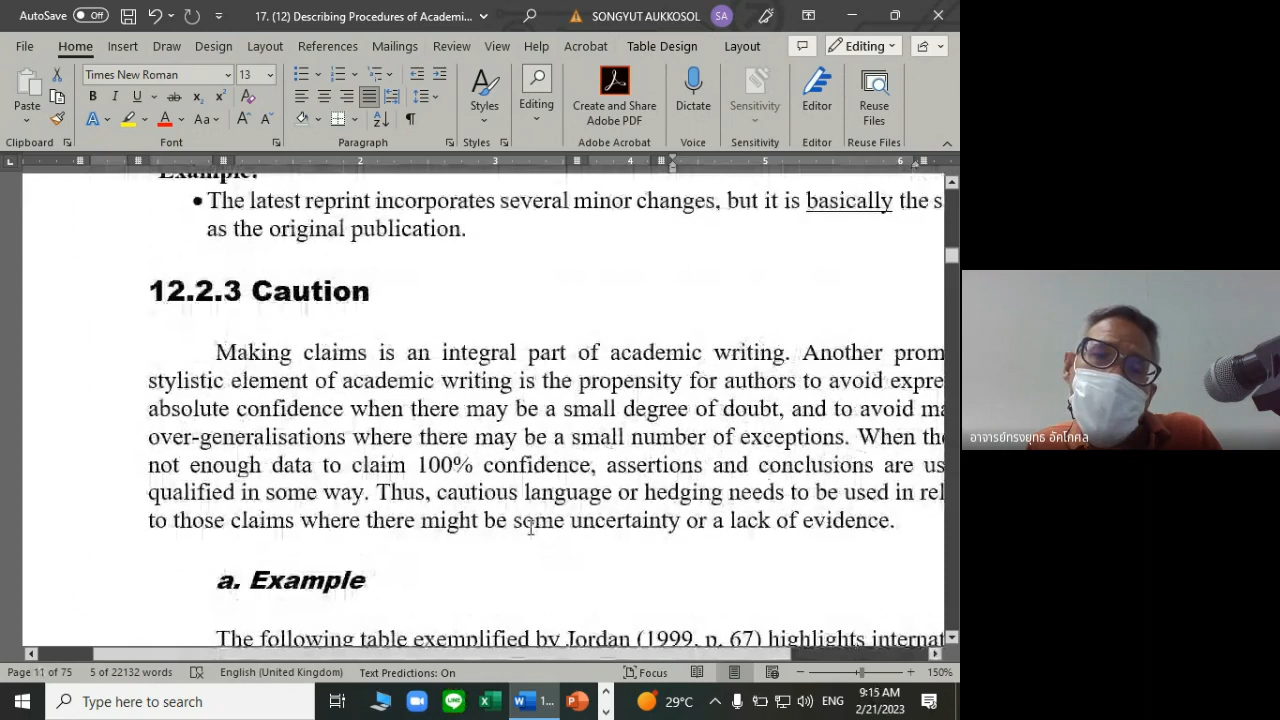 AutoSave Off 17. (12) Describing Procedures of Academi... SONGYUT AUKKOSOL SA
File Home Insert Draw Design Layout References Mailings Review View Help Acrobat Table Design Layout Editing
Times New Roman 13
Paste Styles Editing Create and Share Adobe PDF Dictate Sensitivity Editor Reuse Files
Clipboard Font Paragraph Styles Adobe Acrobat Voice Sensitivity Editor Reuse Files
2 3 4 5 6
Example:
• The latest reprint incorporates several minor changes, but it is basically the s
as the original publication.
12.2.3 Caution
Making claims is an integral part of academic writing. Another prom
stylistic element of academic writing is the propensity for authors to avoid expre
absolute confidence when there may be a small degree of doubt, and to avoid ma
over-generalisations where there may be a small number of exceptions. When the
not enough data to claim 100% confidence, assertions and conclusions are us
qualified in some way. Thus, cautious language or hedging needs to be used in rel
to those claims where there might be some uncertainty or a lack of evidence.
a. Example
The following table exemplified by Jordan (1999, p. 67) highlights internat
อาจารย์ทรงยุทธ อัคโกศล
Page 11 of 75 5 of 22132 words English (United Kingdom) Text Predictions: On Focus 150%
Type here to search 1... 29°C ENG 9:15 AM
2/21/2023